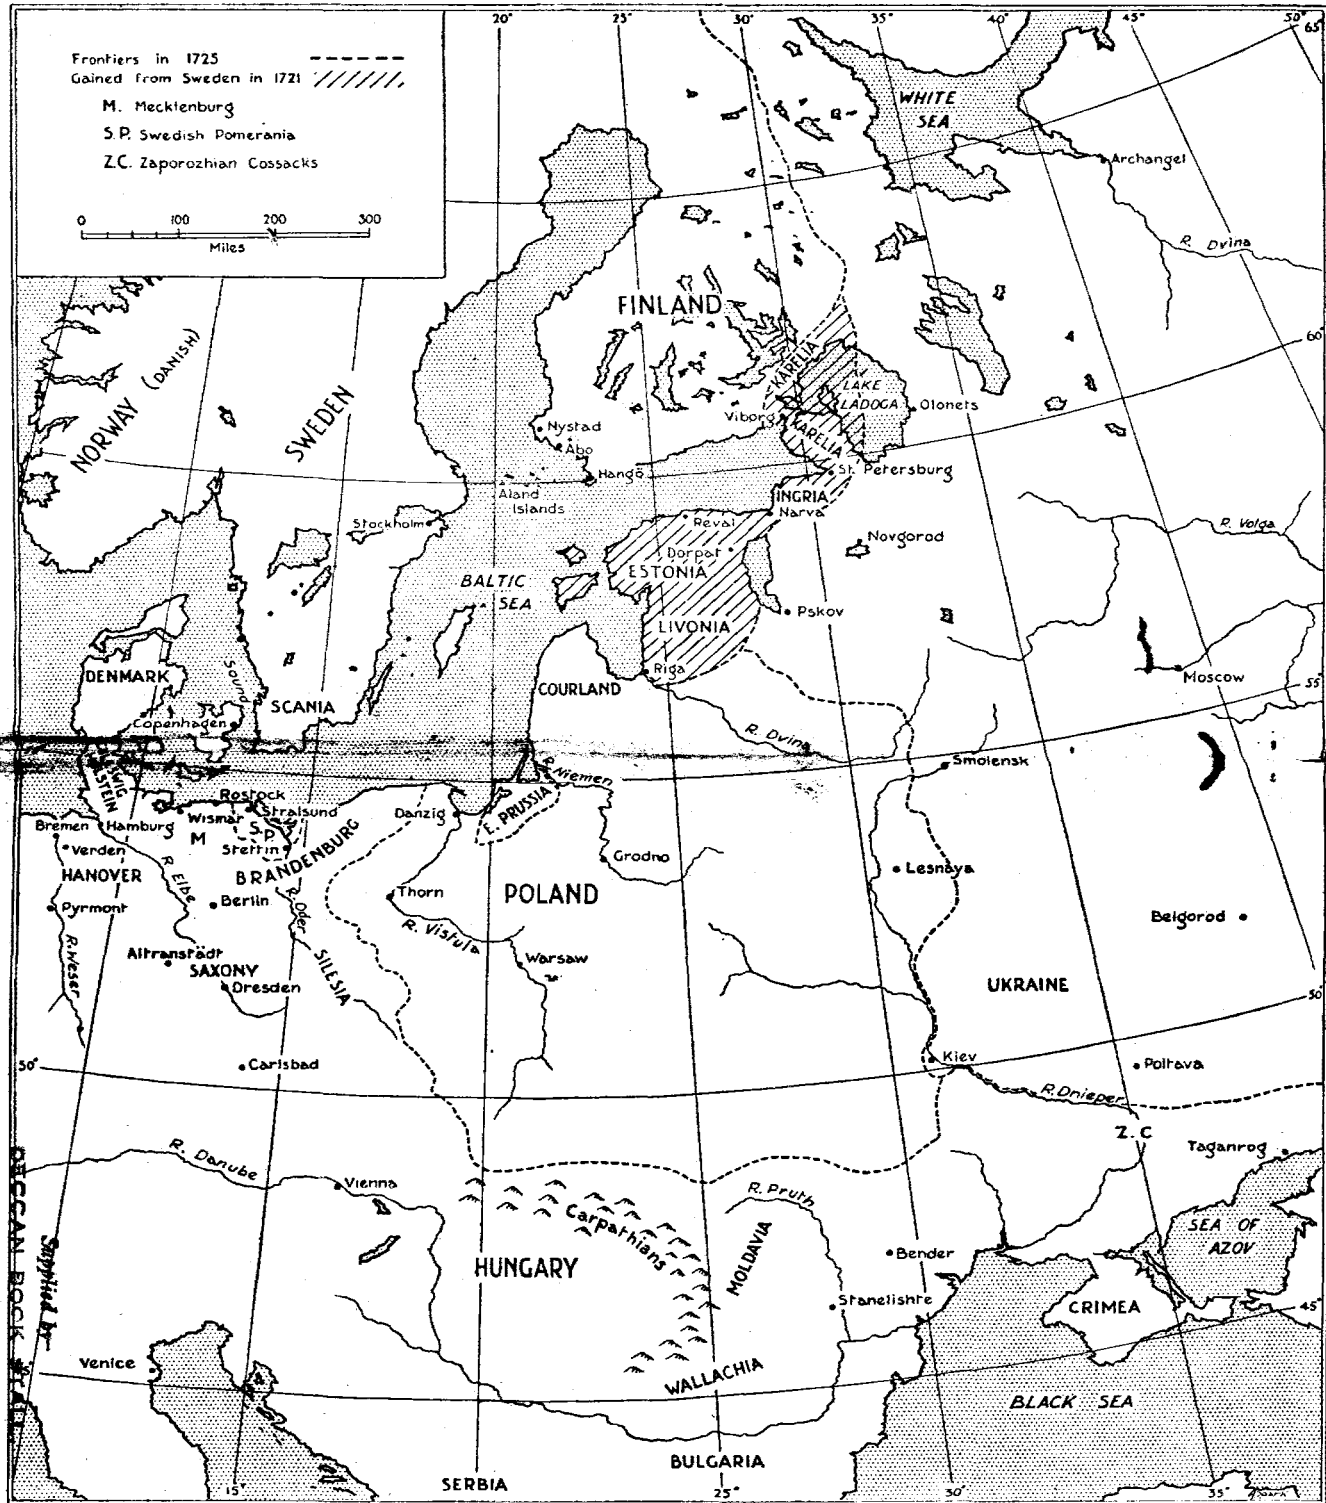 20°
25°
30°
35°
40°
45°
50°
65°
Frontiers in 1725
Gained from Sweden in 1721
M. Mecklenburg
S.P. Swedish Pomerania
Z.C. Zaporozhian Cossacks
0 100 200 300
Miles
WHITE
SEA
Archangel
R. Dvina
FINLAND
60
NORWAY (DANISH)
SWEDEN
KARELIA
LAKE
LADOGA
Olonets
Viborg
KARELIA
Nystad
Åbo
Hangö
St. Petersburg
Åland
Islands
INGRIA
Narva
Stockholm
Reval
R. Volga
Novgorod
Dorpat
ESTONIA
BALTIC
SEA
Pskov
LIVONIA
Riga
Moscow
DENMARK
Sound
COURLAND
55°
SCANIA
Copenhagen
R. Dvina
Smolensk
R. Niemen
Rostock
Stralsund
Wismar
Danzig
E. PRUSSIA
Bremen
Hamburg
M
S.P.
Stettin
Verden
Grodno
HANOVER
R. Elbe
BRANDENBURG
Lesnaya
Thorn
POLAND
Pyrmont
Berlin
R. Oder
Belgorod
R. Vistula
R. Weser
Altranstädt
SAXONY
Dresden
SILESIA
Warsaw
UKRAINE
50°
50°
Carlsbad
Kiev
Poltava
R. Dnieper
Z.C
Taganrog
R. Danube
Vienna
R. Pruth
Carpathians
SEA OF
AZOV
HUNGARY
MOLDAVIA
Bender
Stanelishte
CRIMEA
45°
Supplied by
Venice
WALLACHIA
BLACK SEA
BULGARIA
SERBIA
15°
25°
30°
35°